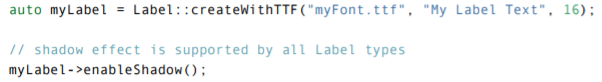 auto myLabel = Label::createWithTTF("myFont.ttf", "My Label Text", 16);
// shadow effect is supported by all Label types
myLabel->enableShadow();